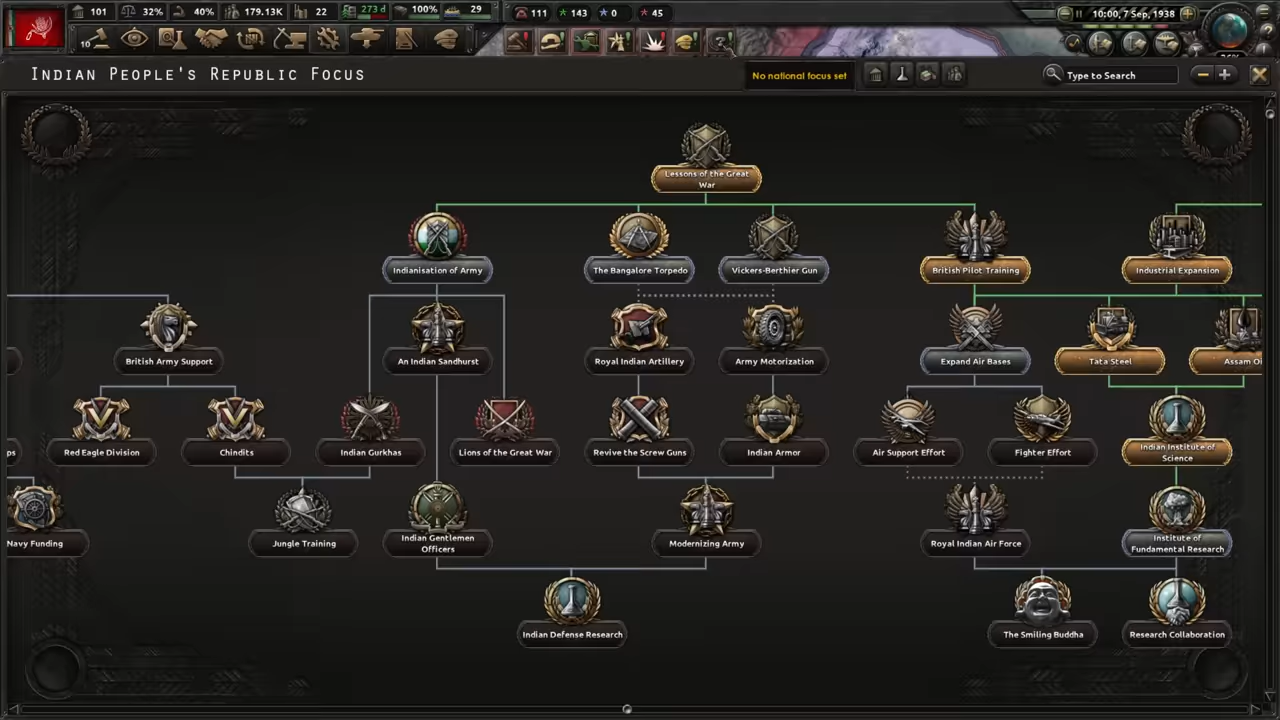 101
32%
40%
179.13K
22
273 d
100%
29
111
143
0
45
10:00, 7 Sep, 1938
10
Indian People's Republic Focus
No national focus set
Type to Search
Lessons of the Great
War
Indianisation of Army
The Bangalore Torpedo
Vickers-Berthier Gun
British Pilot Training
Industrial Expansion
British Army Support
An Indian Sandhurst
Royal Indian Artillery
Army Motorization
Expand Air Bases
Tata Steel
Assam Oi
ps
Red Eagle Division
Chindits
Indian Gurkhas
Lions of the Great War
Revive the Screw Guns
Indian Armor
Air Support Effort
Fighter Effort
Indian Institute of
Science
Navy Funding
Jungle Training
Indian Gentlemen
Officers
Modernizing Army
Royal Indian Air Force
Institute of
Fundamental Research
Indian Defense Research
The Smiling Buddha
Research Collaboration